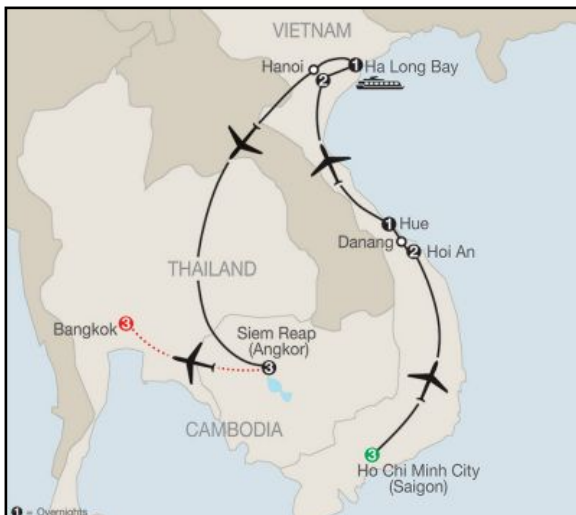 VIETNAM
Hanoi
1 Ha Long Bay
2
1 Hue
Danang
2 Hoi An
THAILAND
Bangkok 3
Siem Reap
(Angkor)
3
CAMBODIA
3
Ho Chi Minh City
(Saigon)
1 = Overnights